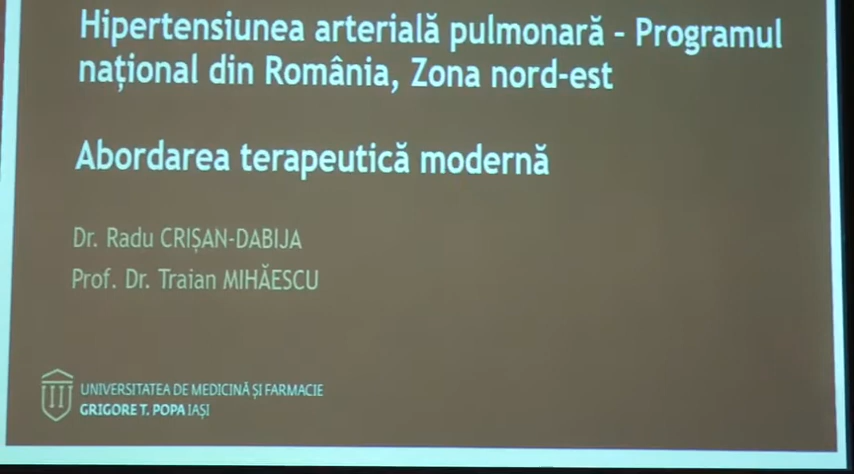 Hipertensiunea arterială pulmonară - Programul
național din România, Zona nord-est
Abordarea terapeutică modernă
Dr. Radu CRIȘAN-DABIJA
Prof. Dr. Traian MIHĂESCU
UNIVERSITATEA DE MEDICINĂ ȘI FARMACIE
GRIGORE T. POPA IAȘI